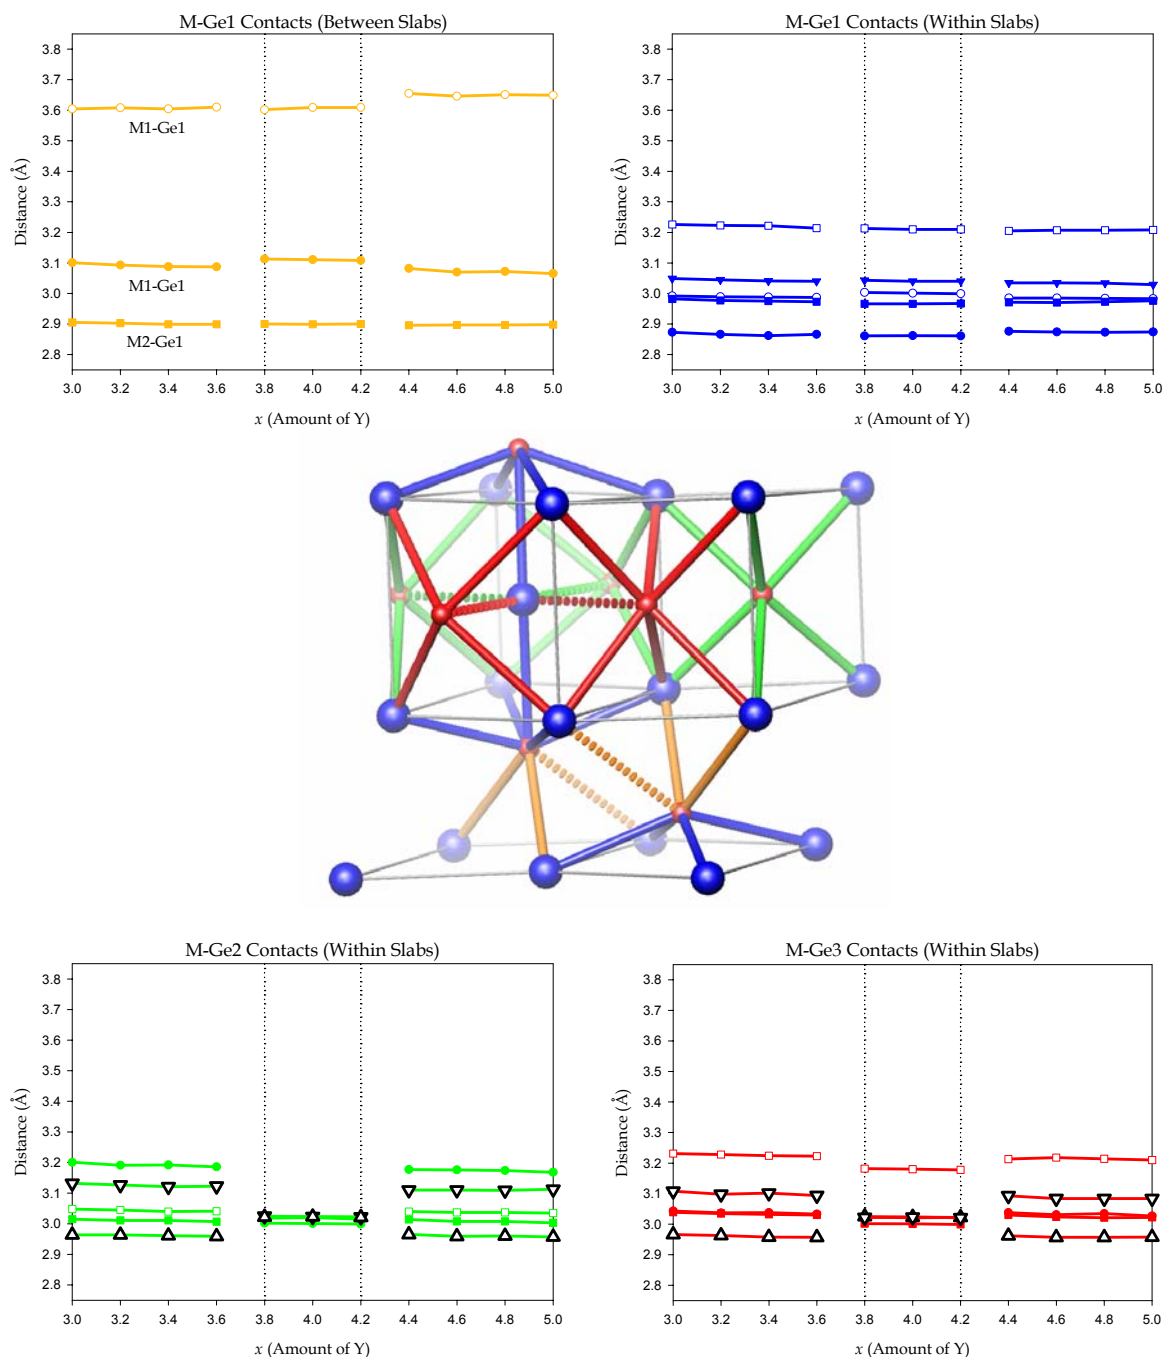 M-Ge1 Contacts (Between Slabs)
3.8
3.7
3.6
3.5
3.4
3.3
3.2
3.1
3.0
2.9
2.8
Distance (Å)
M1-Ge1
M1-Ge1
M2-Ge1
3.0 3.2 3.4 3.6 3.8 4.0 4.2 4.4 4.6 4.8 5.0
x (Amount of Y)
M-Ge1 Contacts (Within Slabs)
3.8
3.7
3.6
3.5
3.4
3.3
3.2
3.1
3.0
2.9
2.8
Distance (Å)
3.0 3.2 3.4 3.6 3.8 4.0 4.2 4.4 4.6 4.8 5.0
x (Amount of Y)
M-Ge2 Contacts (Within Slabs)
3.8
3.7
3.6
3.5
3.4
3.3
3.2
3.1
3.0
2.9
2.8
Distance (Å)
3.0 3.2 3.4 3.6 3.8 4.0 4.2 4.4 4.6 4.8 5.0
x (Amount of Y)
M-Ge3 Contacts (Within Slabs)
3.8
3.7
3.6
3.5
3.4
3.3
3.2
3.1
3.0
2.9
2.8
Distance (Å)
3.0 3.2 3.4 3.6 3.8 4.0 4.2 4.4 4.6 4.8 5.0
x (Amount of Y)